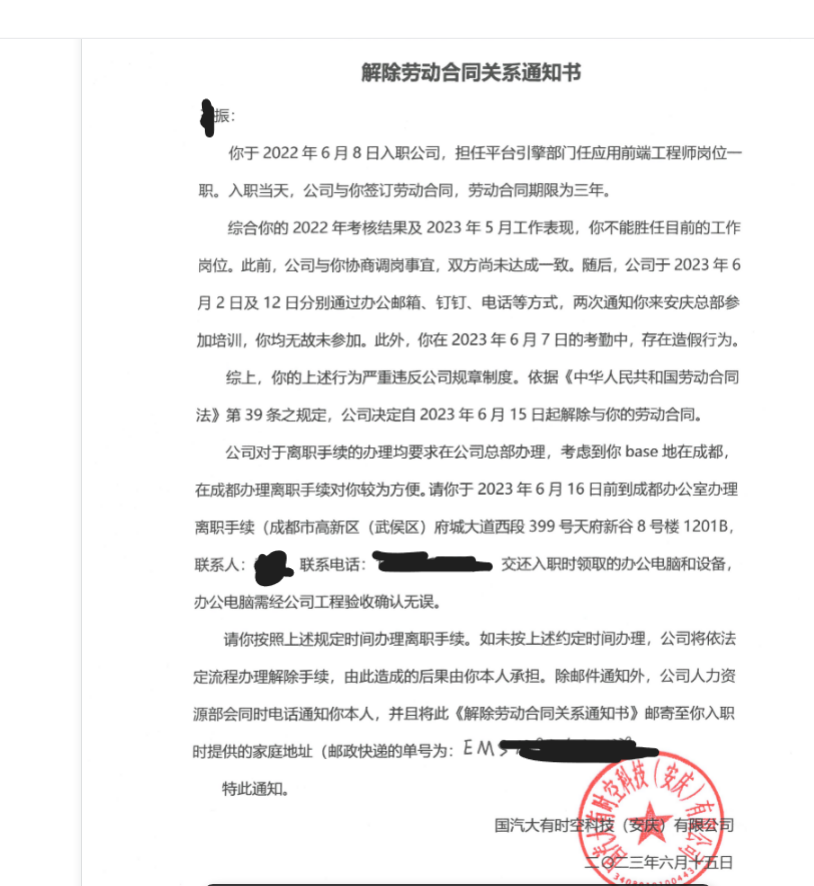 解除劳动合同关系通知书
振：
你于 2022 年 6 月 8 日入职公司，担任平台引擎部门任应用前端工程师岗位一
职。入职当天，公司与你签订劳动合同，劳动合同期限为三年。
综合你的 2022 年考核结果及 2023 年 5 月工作表现，你不能胜任目前的工作
岗位。此前，公司与你协商调岗事宜，双方尚未达成一致。随后，公司于 2023 年 6
月 2 日及 12 日分别通过办公邮箱、钉钉、电话等方式，两次通知你来安庆总部参
加培训，你均无故未参加。此外，你在 2023 年 6 月 7 日的考勤中，存在造假行为。
综上，你的上述行为严重违反公司规章制度。依据《中华人民共和国劳动合同
法》第 39 条之规定，公司决定自 2023 年 6 月 15 日起解除与你的劳动合同。
公司对于离职手续的办理均要求在公司总部办理，考虑到你 base 地在成都，
在成都办理离职手续对你较为方便。请你于 2023 年 6 月 16 日前到成都办公室办理
离职手续（成都市高新区（武侯区）府城大道西段 399 号天府新谷 8 号楼 1201B，
联系人： 联系电话： 交还入职时领取的办公电脑和设备，
办公电脑需经公司工程验收确认无误。
请你按照上述规定时间办理离职手续。如未按上述约定时间办理，公司将依法
定流程办理解除手续，由此造成的后果由你本人承担。除邮件通知外，公司人力资
源部会同时电话通知你本人，并且将此《解除劳动合同关系通知书》邮寄至你入职
时提供的家庭地址（邮政快递的单号为：EMS
特此通知。
国汽大有时空科技（安庆）有限公司
二〇二三年六月十五日
国汽大有时空科技（安庆）有限公司